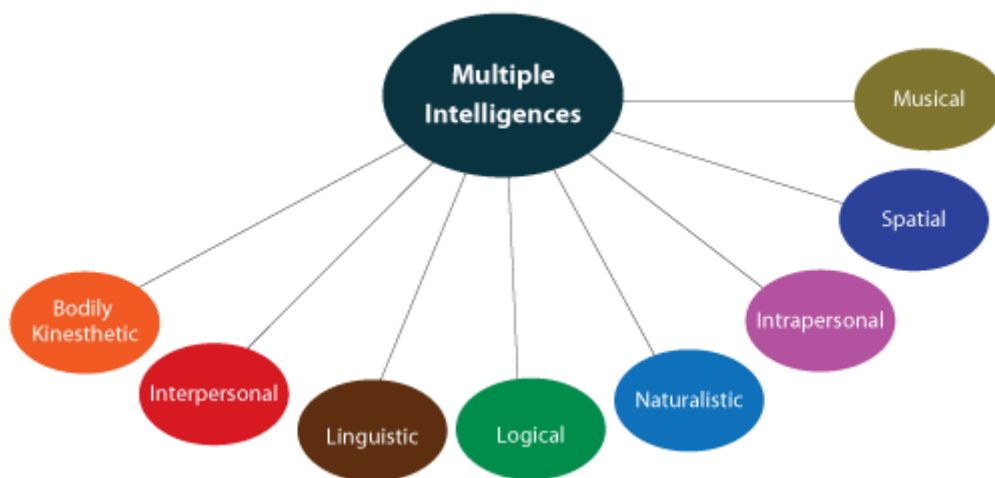 Multiple
Intelligences
Musical
Spatial
Intrapersonal
Naturalistic
Logical
Linguistic
Interpersonal
Bodily
Kinesthetic